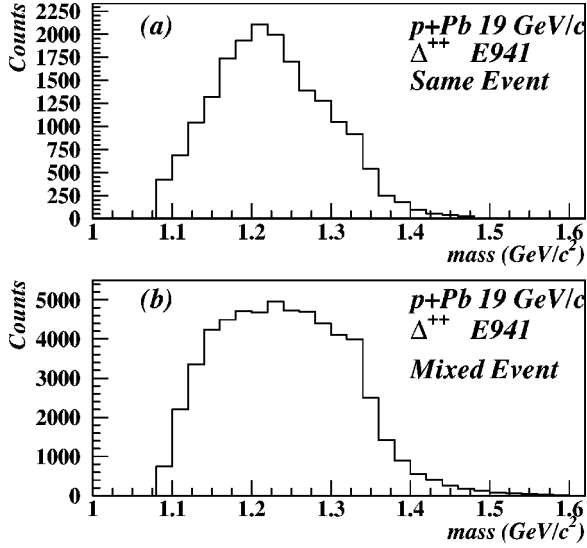 Counts
2250
2000
1750
1500
1250
1000
750
500
250
0
(a)
p+Pb 19 GeV/c
Δ++ E941
Same Event
1 1.1 1.2 1.3 1.4 1.5 1.6
mass (GeV/c²)
Counts
5000
4000
3000
2000
1000
0
(b)
p+Pb 19 GeV/c
Δ++ E941
Mixed Event
1 1.1 1.2 1.3 1.4 1.5 1.6
mass (GeV/c²)